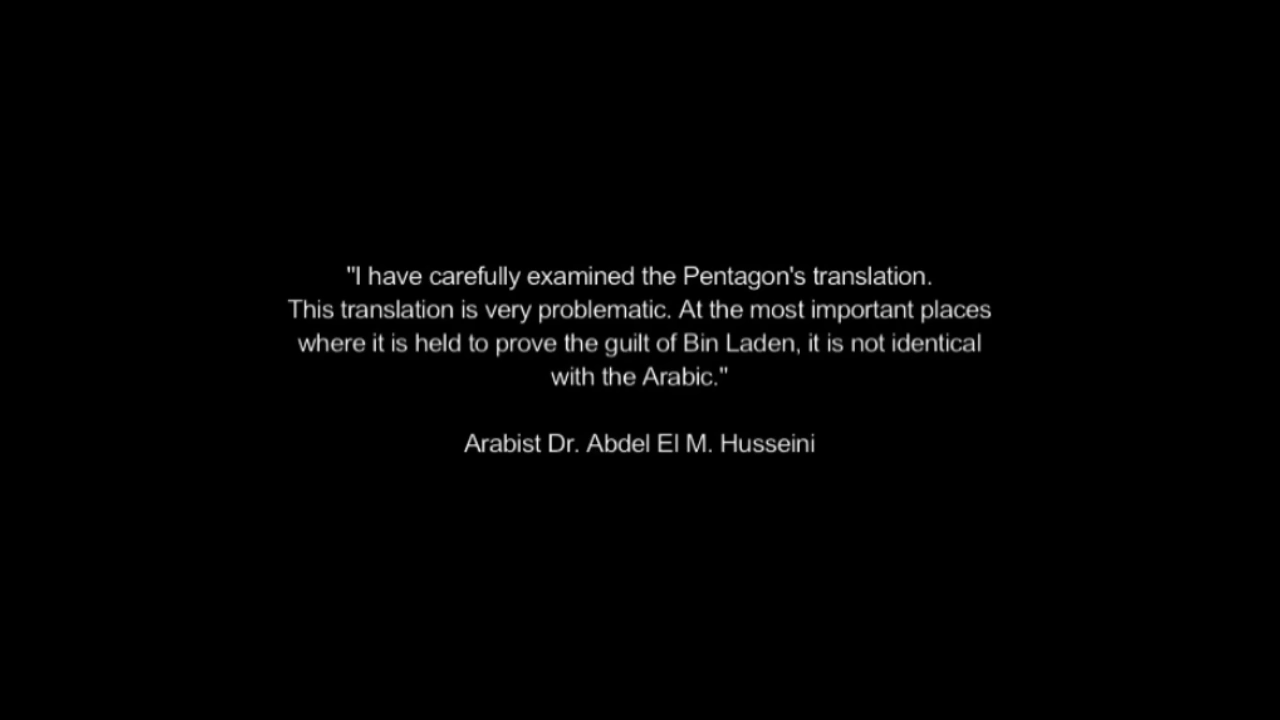 "I have carefully examined the Pentagon's translation.
This translation is very problematic. At the most important places
where it is held to prove the guilt of Bin Laden, it is not identical
with the Arabic."
Arabist Dr. Abdel El M. Husseini